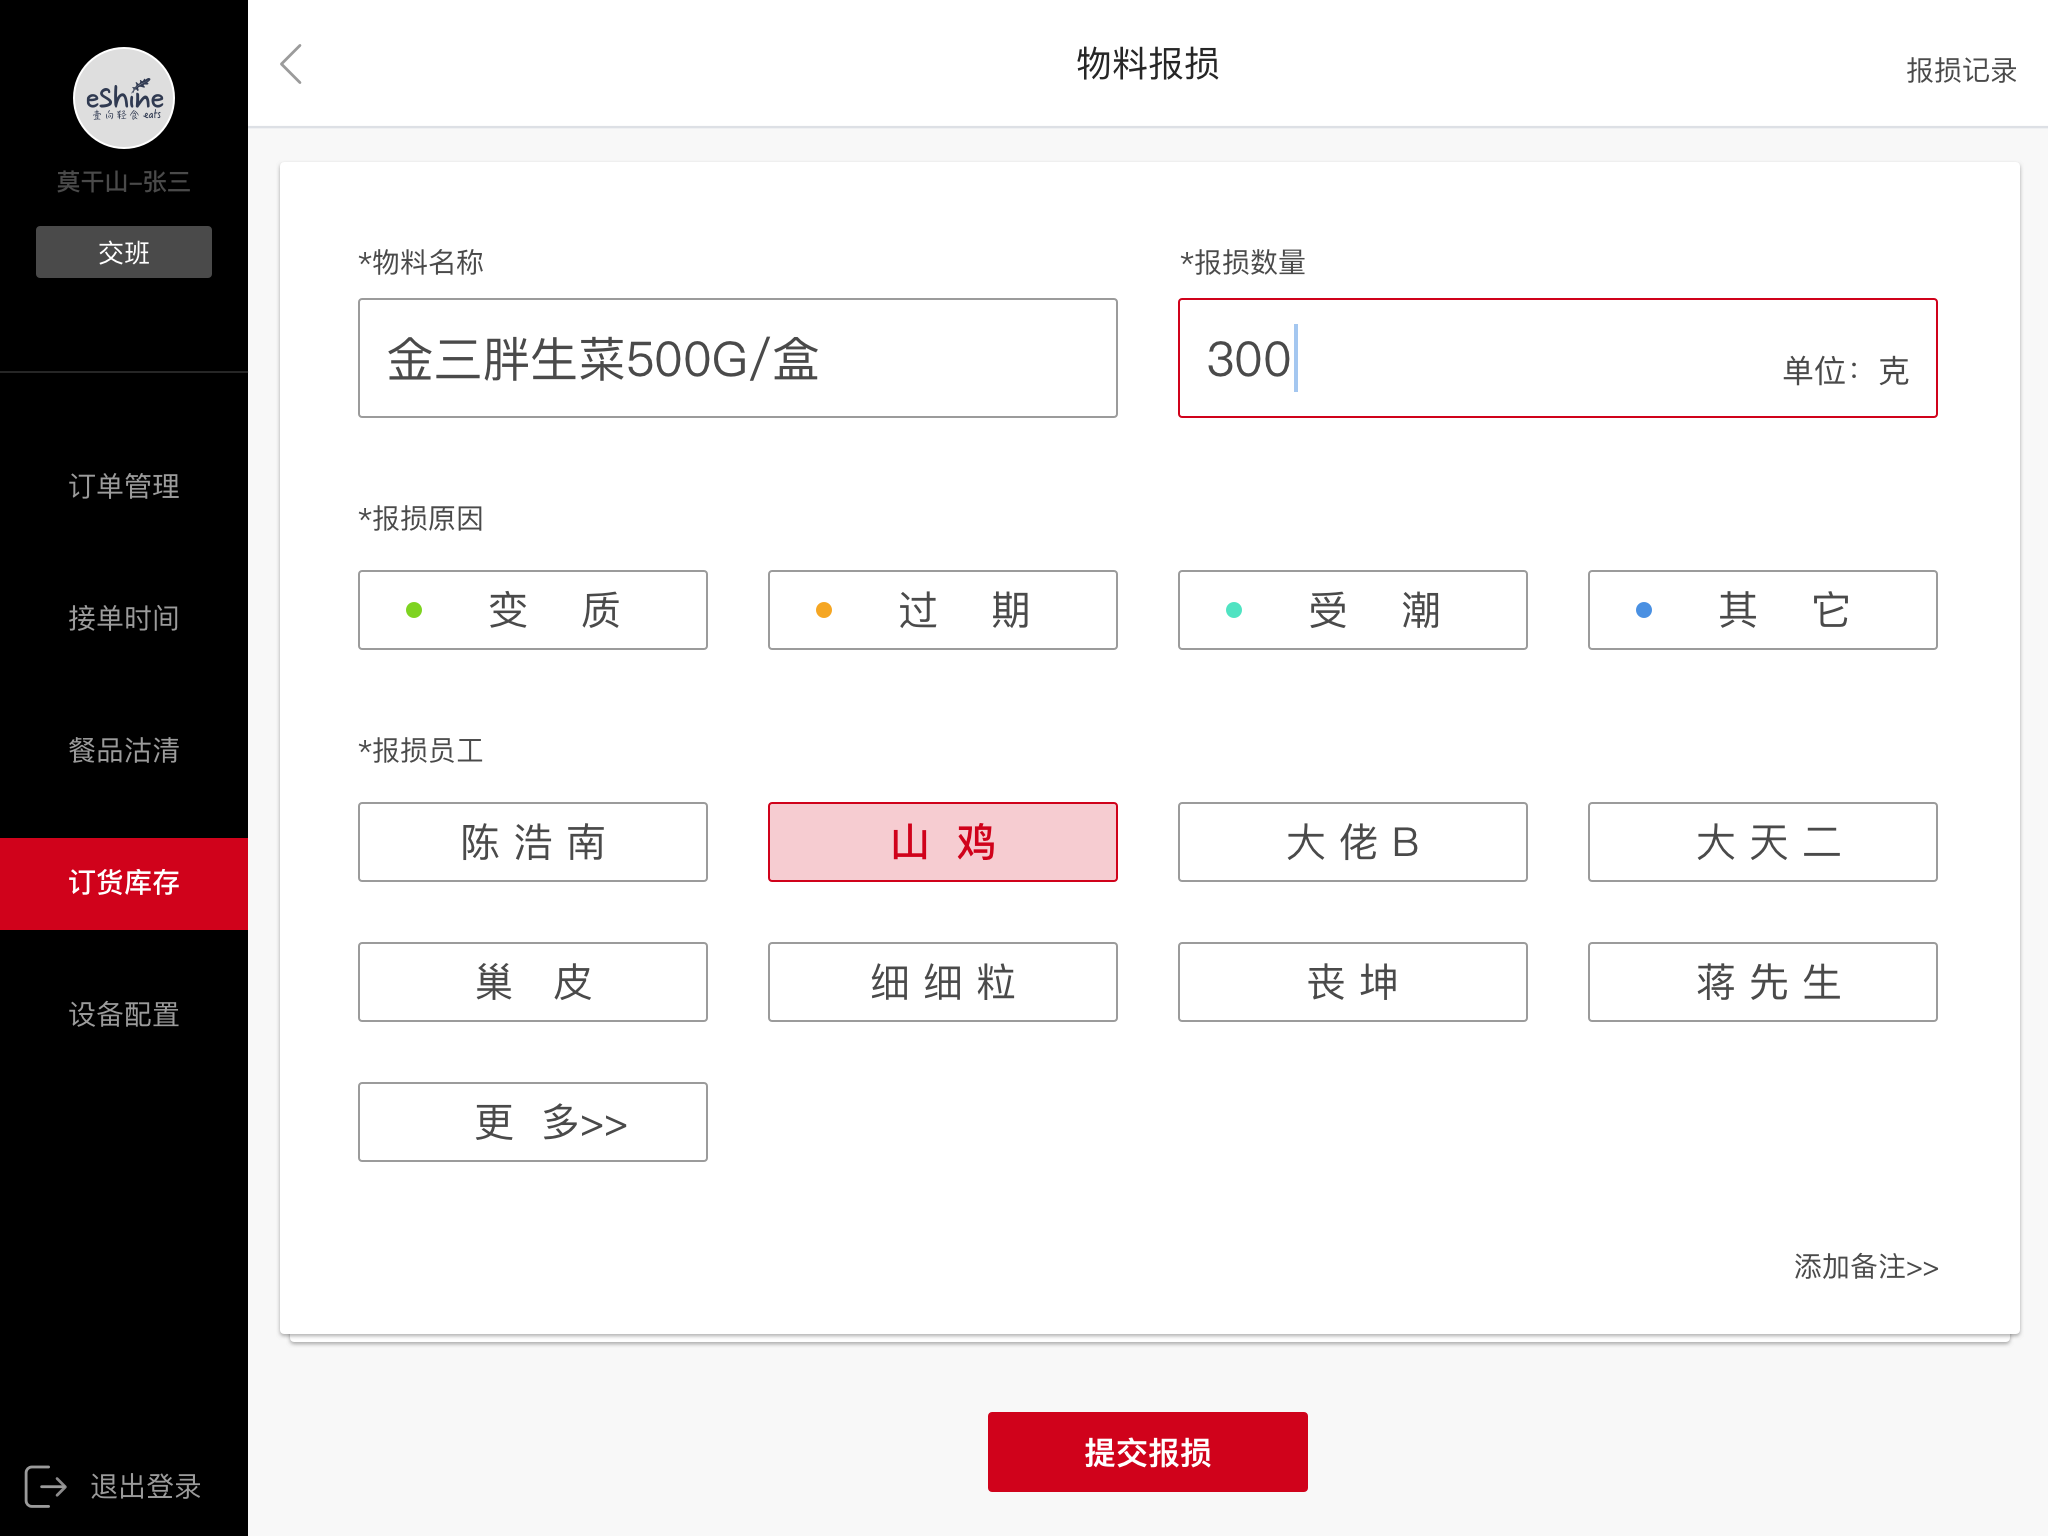 eShine
壹向轻食 eats
莫干山-张三
交班
订单管理
接单时间
餐品沽清
订货库存
设备配置
退出登录
物料报损
报损记录
*物料名称
金三胖生菜500G/盒
*报损数量
300
单位：克
*报损原因
变 质
过 期
受 潮
其 它
*报损员工
陈浩南
山 鸡
大佬B
大天二
巢 皮
细细粒
丧坤
蒋先生
更 多>>
添加备注>>
提交报损